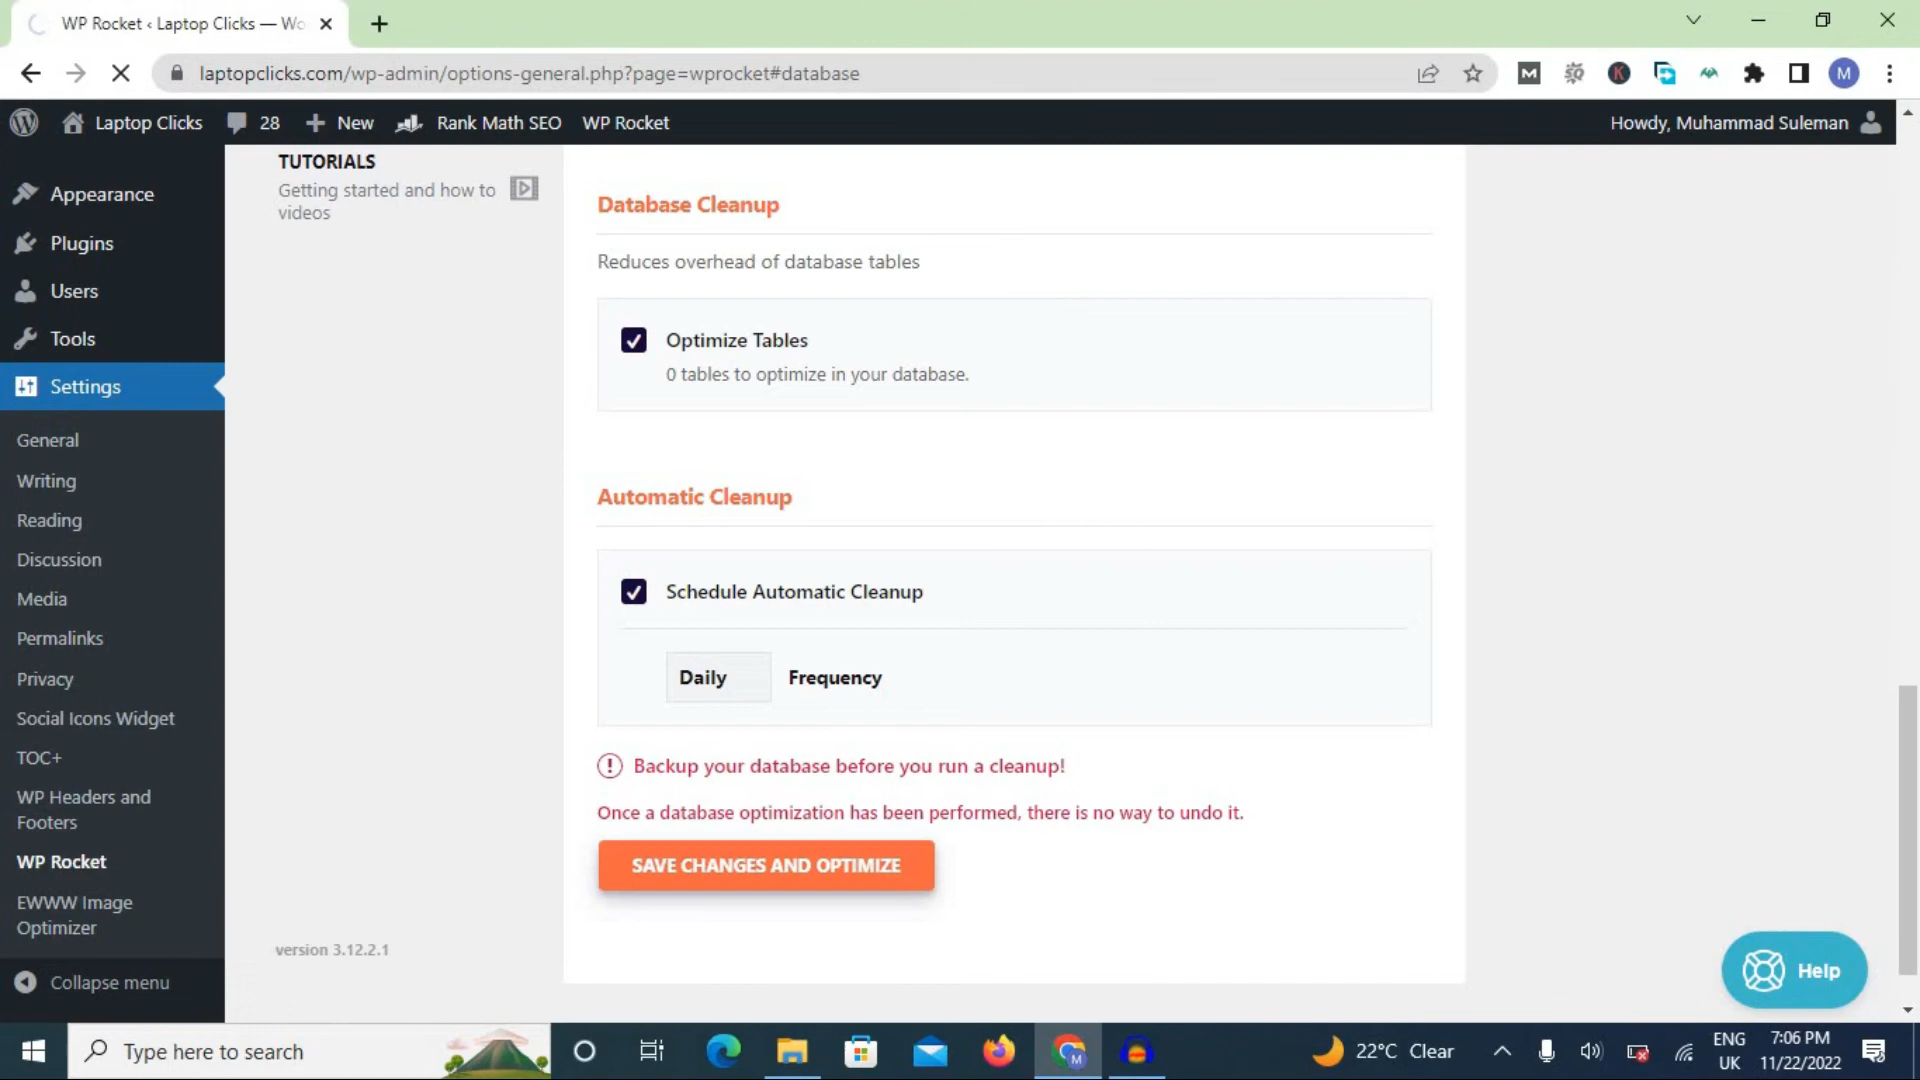 WP Rocket ‹ Laptop Clicks — Wo
laptopclicks.com/wp-admin/options-general.php?page=wprocket#database
M
Laptop Clicks
28
New
Rank Math SEO
WP Rocket
Howdy, Muhammad Suleman
Appearance
Plugins
Users
Tools
Settings
General
Writing
Reading
Discussion
Media
Permalinks
Privacy
Social Icons Widget
TOC+
WP Headers and
Footers
WP Rocket
EWWW Image
Optimizer
Collapse menu
TUTORIALS
Getting started and how to
videos
version 3.12.2.1
Database Cleanup
Reduces overhead of database tables
Optimize Tables
0 tables to optimize in your database.
Automatic Cleanup
Schedule Automatic Cleanup
Daily Frequency
Backup your database before you run a cleanup!
Once a database optimization has been performed, there is no way to undo it.
SAVE CHANGES AND OPTIMIZE
Help
Type here to search
22°C Clear
ENG
UK
7:06 PM
11/22/2022